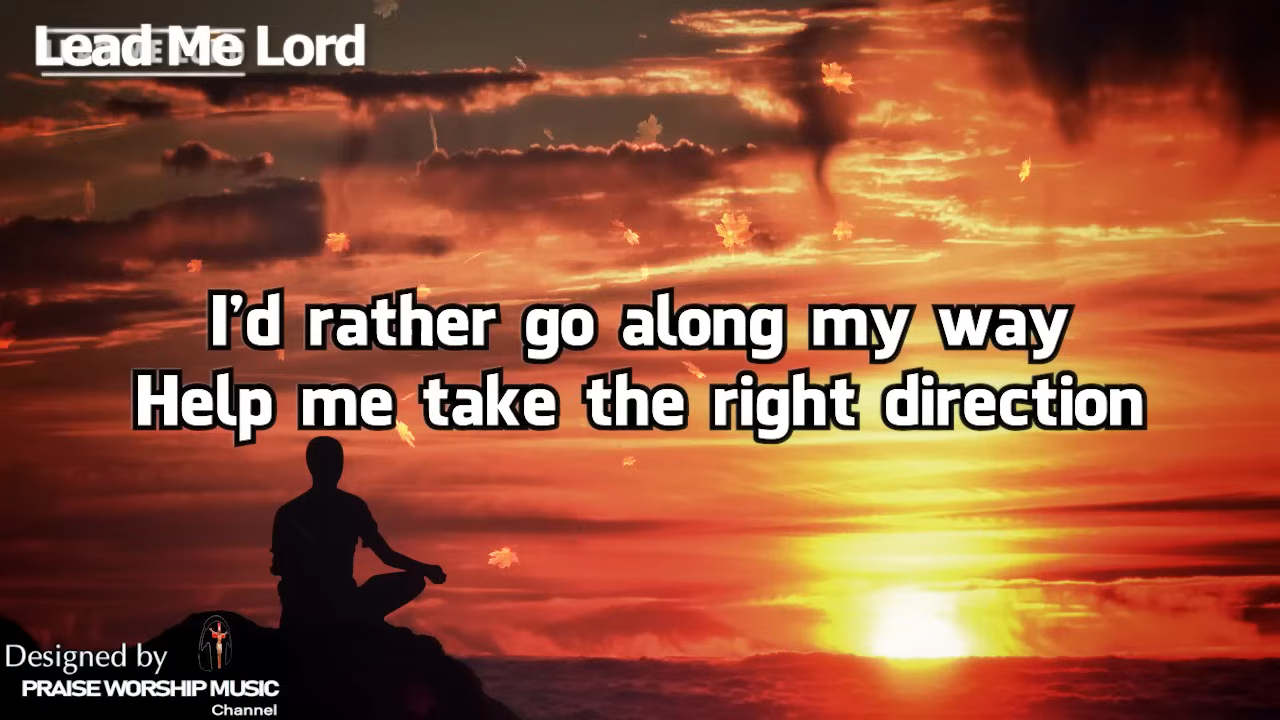 Lead Me Lord
I'd rather go along my way
Help me take the right direction
Designed by
PRAISE WORSHIP MUSIC
Channel